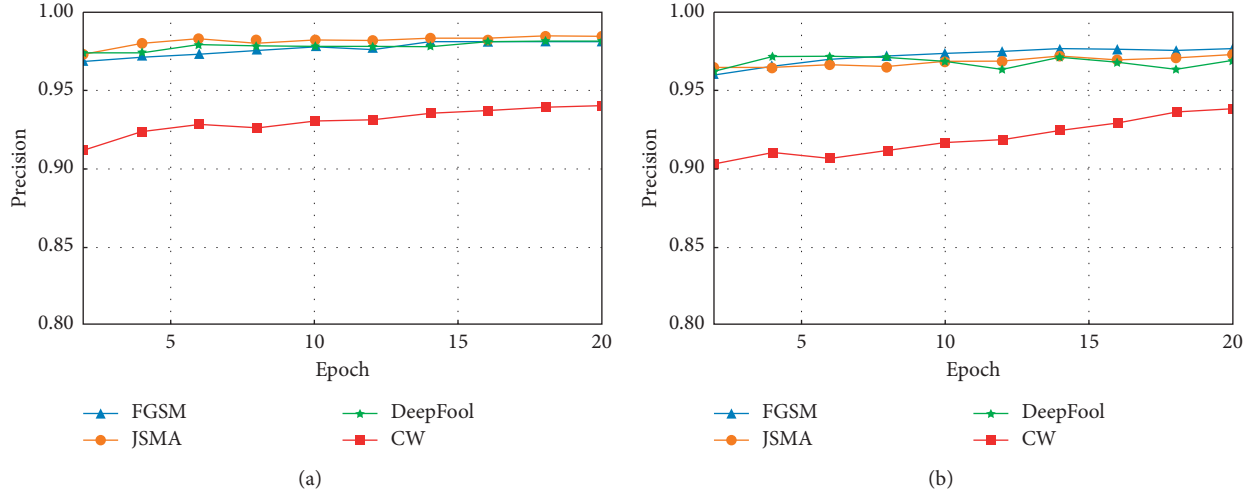 1.00
0.95
0.90
0.85
0.80
Precision
5 10 15 20
Epoch
FGSM DeepFool
JSMA CW
(a)
1.00
0.95
0.90
0.85
0.80
Precision
5 10 15 20
Epoch
FGSM DeepFool
JSMA CW
(b)